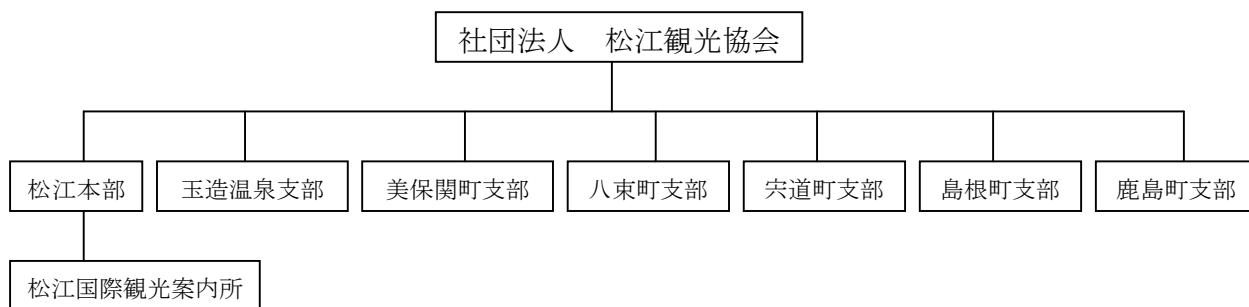 社団法人　松江観光協会
松江本部
玉造温泉支部
美保関町支部
八束町支部
宍道町支部
島根町支部
鹿島町支部
松江国際観光案内所